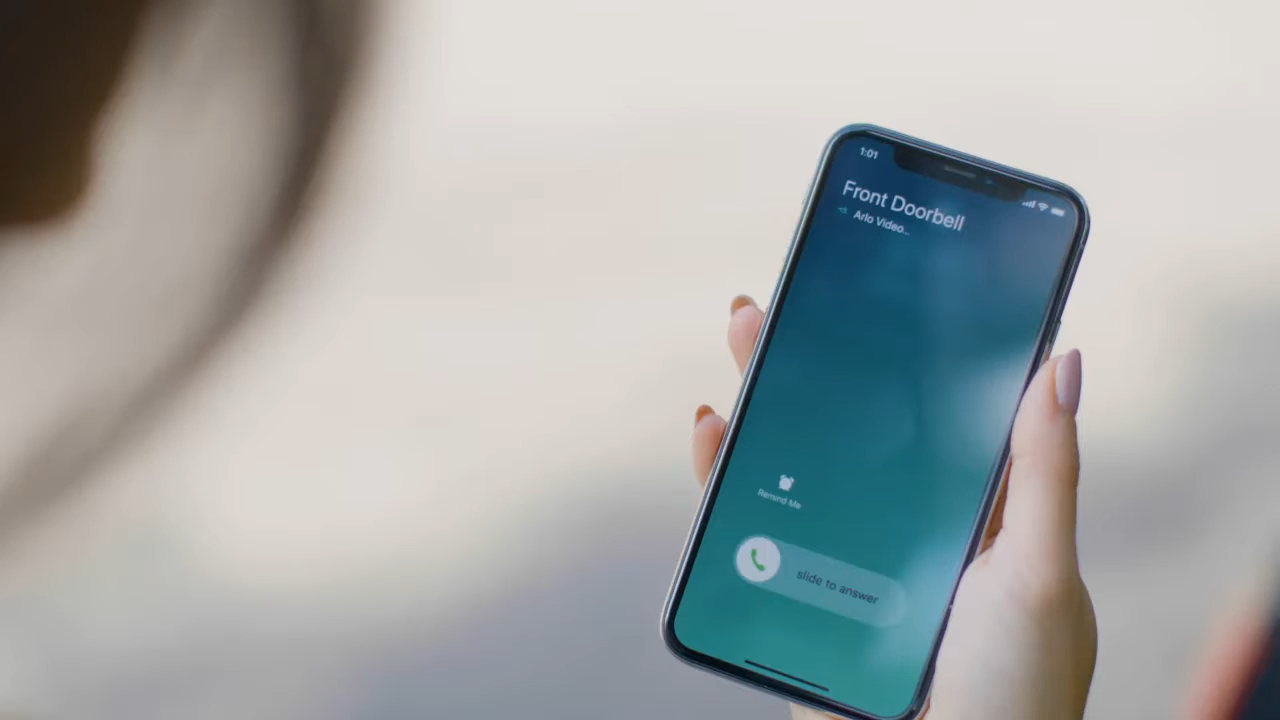 1:01
Front Doorbell
Arlo Video...
Remind Me
slide to answer